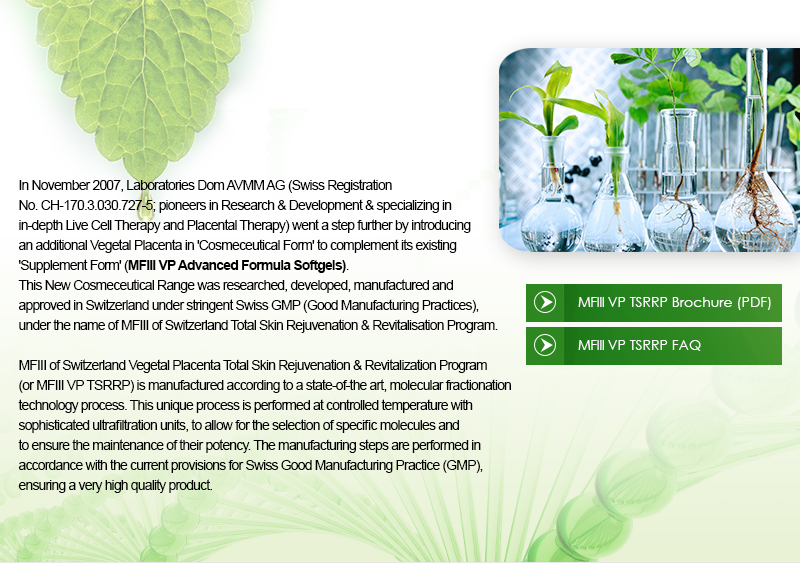 In November 2007, Laboratories Dom AVMM AG (Swiss Registration
No. CH-170.3.030.727-5; pioneers in Research & Development & specializing in
in-depth Live Cell Therapy and Placental Therapy) went a step further by introducing
an additional Vegetal Placenta in 'Cosmeceutical Form' to complement its existing
'Supplement Form' (MFIII VP Advanced Formula Softgels).
This New Cosmeceutical Range was researched, developed, manufactured and
approved in Switzerland under stringent Swiss GMP (Good Manufacturing Practices),
under the name of MFIII of Switzerland Total Skin Rejuvenation & Revitalisation Program.
MFIII of Switzerland Vegetal Placenta Total Skin Rejuvenation & Revitalization Program
(or MFIII VP TSRRP) is manufactured according to a state-of-the art, molecular fractionation
technology process. This unique process is performed at controlled temperature with
sophisticated ultrafiltration units, to allow for the selection of specific molecules and
to ensure the maintenance of their potency. The manufacturing steps are performed in
accordance with the current provisions for Swiss Good Manufacturing Practice (GMP),
ensuring a very high quality product.
MFIII VP TSRRP Brochure (PDF)
MFIII VP TSRRP FAQ